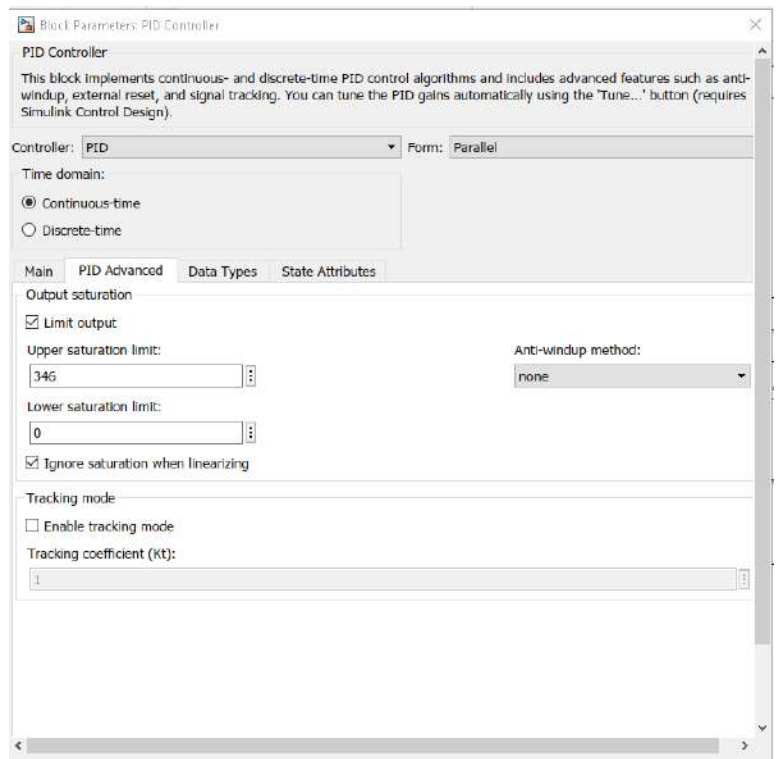 Block Parameters: PID Controller
PID Controller
This block implements continuous- and discrete-time PID control algorithms and includes advanced features such as anti-
windup, external reset, and signal tracking. You can tune the PID gains automatically using the 'Tune...' button (requires
Simulink Control Design).
Controller: PID Form: Parallel
Time domain:
Continuous-time
Discrete-time
Main PID Advanced Data Types State Attributes
Output saturation
Limit output
Upper saturation limit: Anti-windup method:
346 none
Lower saturation limit:
0
Ignore saturation when linearizing
Tracking mode
Enable tracking mode
Tracking coefficient (Kt):
1